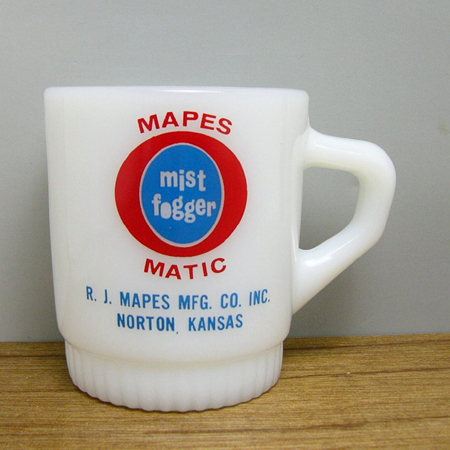 MAPES
mist
fogger
MATIC
R. J. MAPES MFG. CO. INC.
NORTON, KANSAS